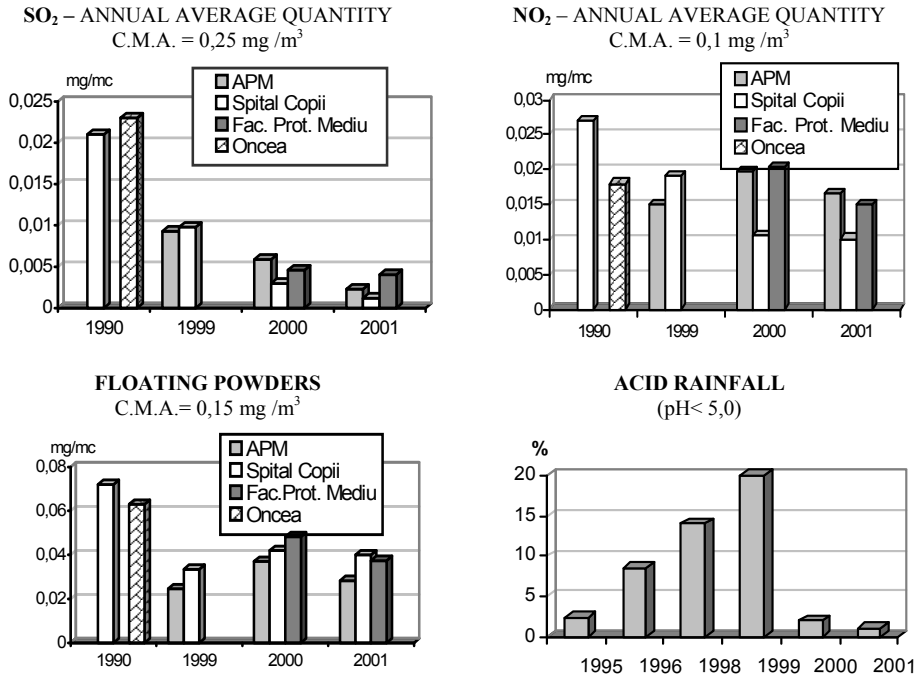 SO₂ – ANNUAL AVERAGE QUANTITY
C.M.A. = 0,25 mg /m³
mg/mc
APM
Spital Copii
Fac. Prot. Mediu
Oncea
0,025
0,02
0,015
0,01
0,005
0
1990 1999 2000 2001
NO₂ – ANNUAL AVERAGE QUANTITY
C.M.A. = 0,1 mg /m³
mg/mc
APM
Spital Copii
Fac. Prot. Mediu
Oncea
0,03
0,025
0,02
0,015
0,01
0,005
0
1990 1999 2000 2001
FLOATING POWDERS
C.M.A.= 0,15 mg /m³
mg/mc
APM
Spital Copii
Fac.Prot. Mediu
Oncea
0,08
0,06
0,04
0,02
0
1990 1999 2000 2001
ACID RAINFALL
(pH< 5,0)
%
20
15
10
5
0
1995 1996 1998 1999 2000 2001